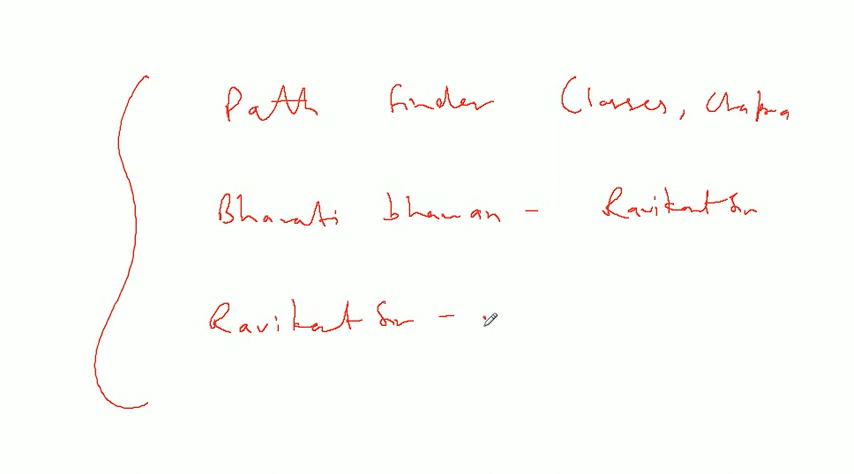 Path finder Classes, Chapra
Bharati bhawan - Ravikant Sir
Ravikant Sir -